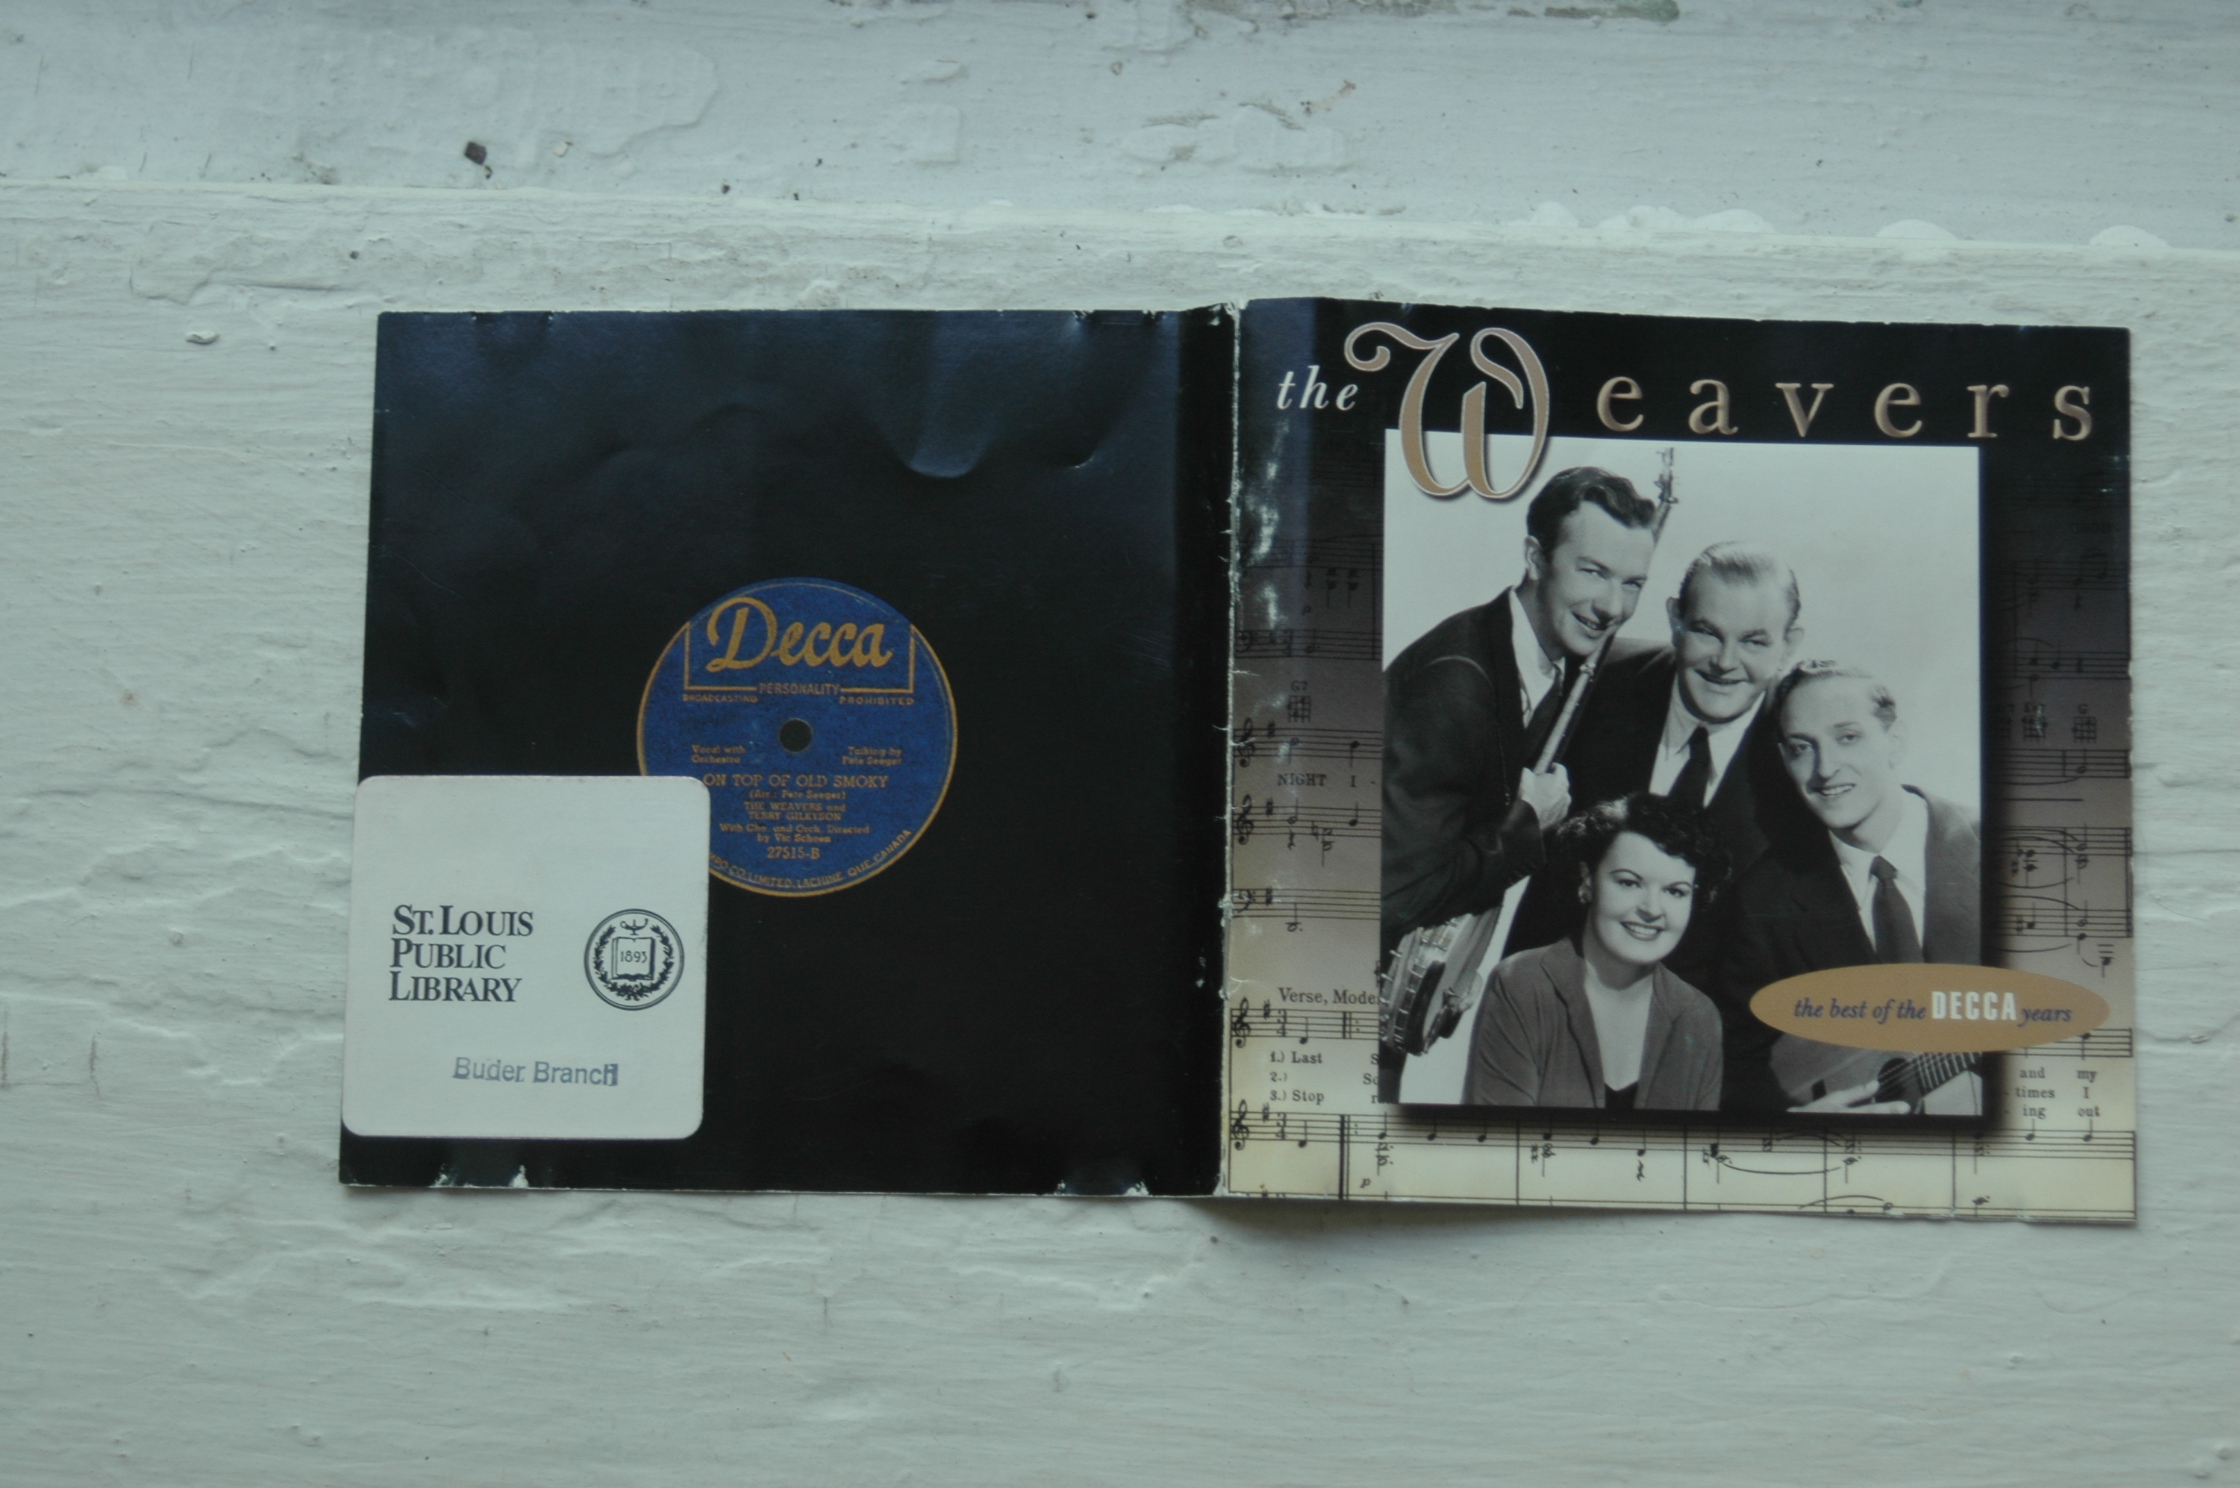 Decca
PERSONALITY
BROADCASTING PROHIBITED
Vocal with Orchestra
Talking by Pete Seeger
ON TOP OF OLD SMOKY
(Arr.: Pete Seeger)
THE WEAVERS and
TERRY GILKYSON
With Cho. and Orch. Directed
by Vic Schoen
27515-B
CO. LIMITED. LACHINE QUE. CANADA
ST. LOUIS
PUBLIC
LIBRARY
1893
Buder Branch
the Weavers
G7
G
NIGHT I -
Verse, Mode
1.) Last S
2.) So
3.) Stop r
and my
times I
ing out
p
the best of the DECCA years